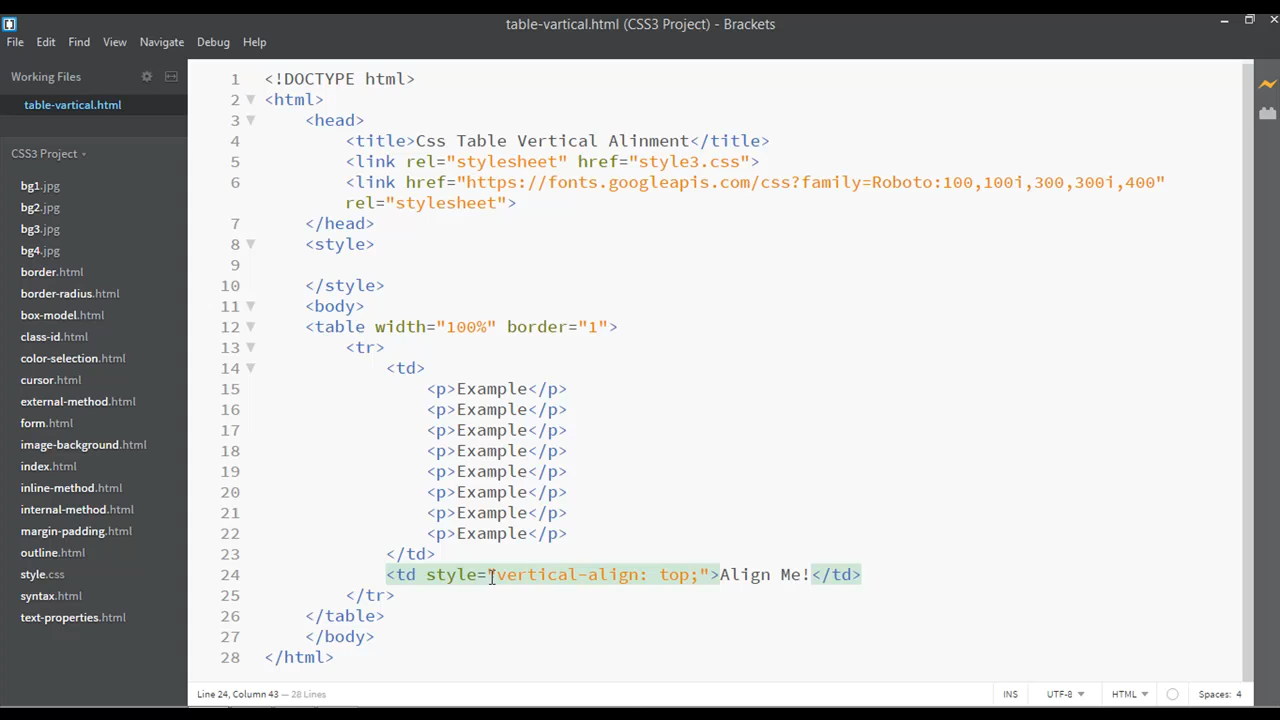 table-vartical.html (CSS3 Project) - Brackets
File Edit Find View Navigate Debug Help
Working Files
table-vartical.html
CSS3 Project
bg1.jpg
bg2.jpg
bg3.jpg
bg4.jpg
border.html
border-radius.html
box-model.html
class-id.html
color-selection.html
cursor.html
external-method.html
form.html
image-background.html
index.html
inline-method.html
internal-method.html
margin-padding.html
outline.html
style.css
syntax.html
text-properties.html
1 <!DOCTYPE html>
2 <html>
3 <head>
4 <title>Css Table Vertical Alinment</title>
5 <link rel="stylesheet" href="style3.css">
6 <link href="https://fonts.googleapis.com/css?family=Roboto:100,100i,300,300i,400"
rel="stylesheet">
7 </head>
8 <style>
9
10 </style>
11 <body>
12 <table width="100%" border="1">
13 <tr>
14 <td>
15 <p>Example</p>
16 <p>Example</p>
17 <p>Example</p>
18 <p>Example</p>
19 <p>Example</p>
20 <p>Example</p>
21 <p>Example</p>
22 <p>Example</p>
23 </td>
24 <td style="vertical-align: top;">Align Me!</td>
25 </tr>
26 </table>
27 </body>
28 </html>
Line 24, Column 43 — 28 Lines
INS UTF-8 HTML Spaces: 4